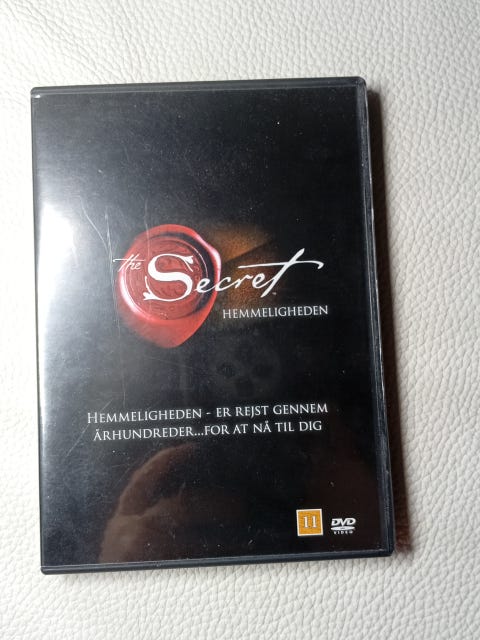 the Secret
HEMMELIGHEDEN
HEMMELIGHEDEN - ER REJST GENNEM
ÅRHUNDREDER...FOR AT NÅ TIL DIG
11 DVD
VIDEO